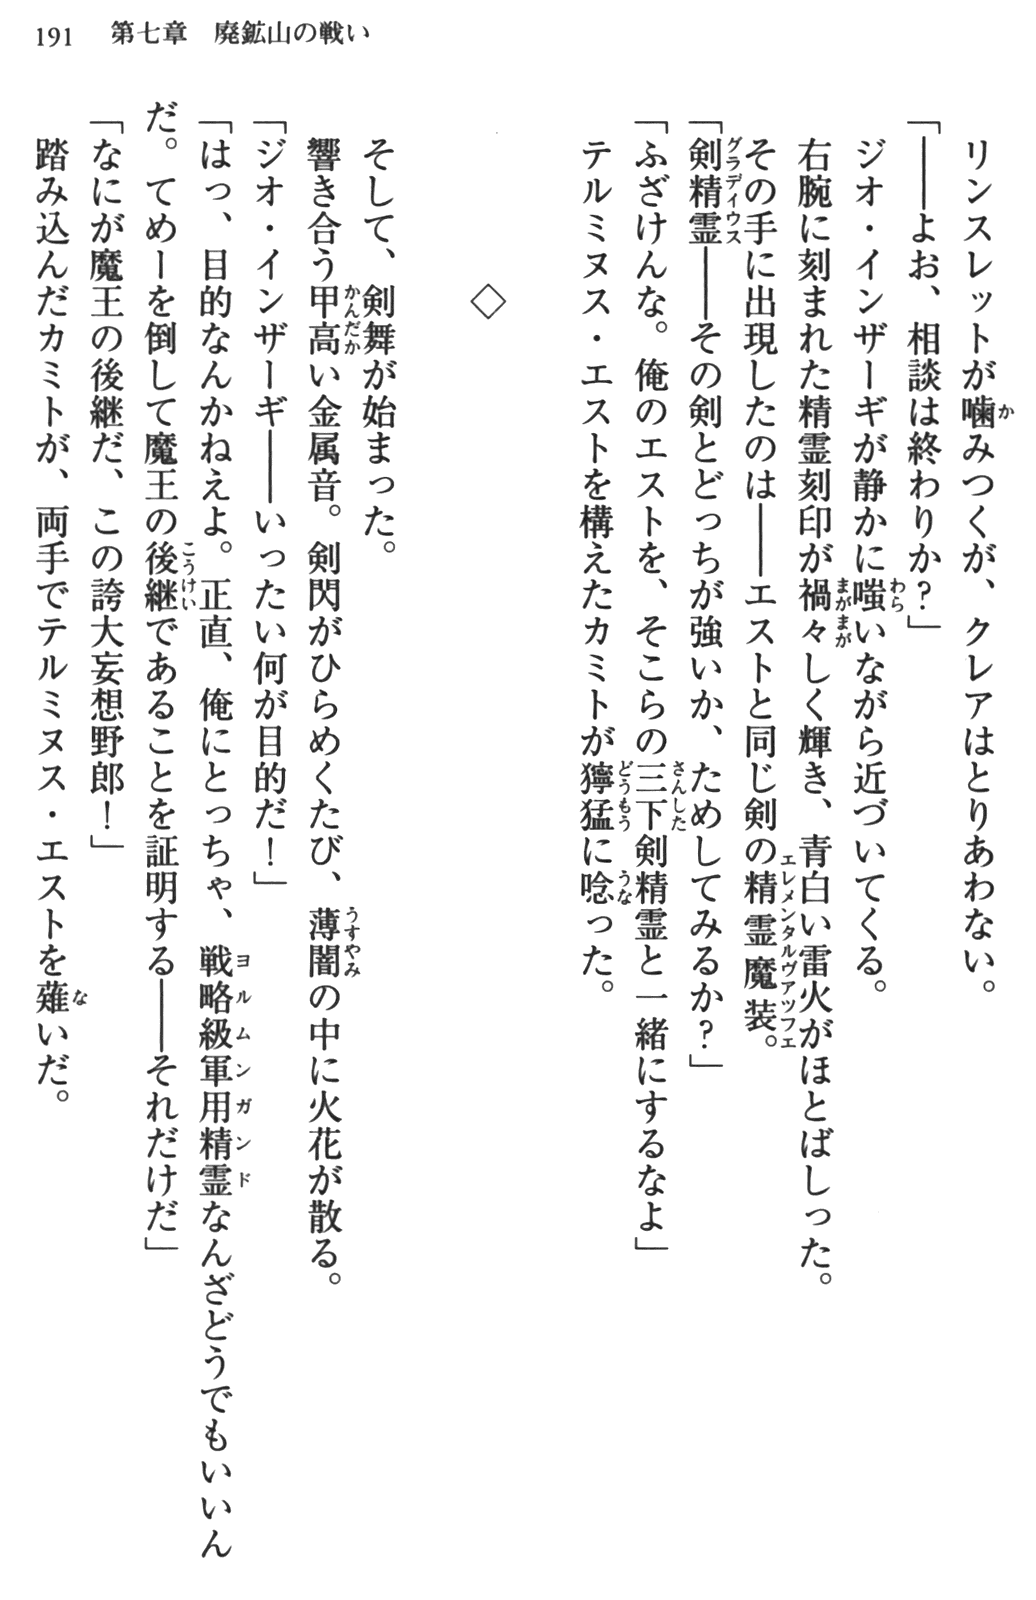 191　第七章　廃鉱山の戦い
リンスレットが噛みつくが、クレアはとりあわない。
「――よお、相談は終わりか？」
ジオ・インザーギが静かに嗤いながら近づいてくる。
右腕に刻まれた精霊刻印が禍々しく輝き、青白い雷火がほとばしった。
その手に出現したのは――エストと同じ剣の精霊魔装。
「剣精霊――その剣とどっちが強いか、ためしてみるか？」
「ふざけんな。俺のエストを、そこらの三下剣精霊と一緒にするなよ」
テルミヌス・エストを構えたカミトが獰猛に唸った。
◇
そして、剣舞が始まった。
響き合う甲高い金属音。剣閃がひらめくたび、薄闇の中に火花が散る。
「ジオ・インザーギ――いったい何が目的だ！」
「はっ、目的なんかねえよ。正直、俺にとっちゃ、戦略級軍用精霊なんざどうでもいいん
だ。てめーを倒して魔王の後継であることを証明する――それだけだ」
「なにが魔王の後継だ、この誇大妄想野郎！」
踏み込んだカミトが、両手でテルミヌス・エストを薙いだ。